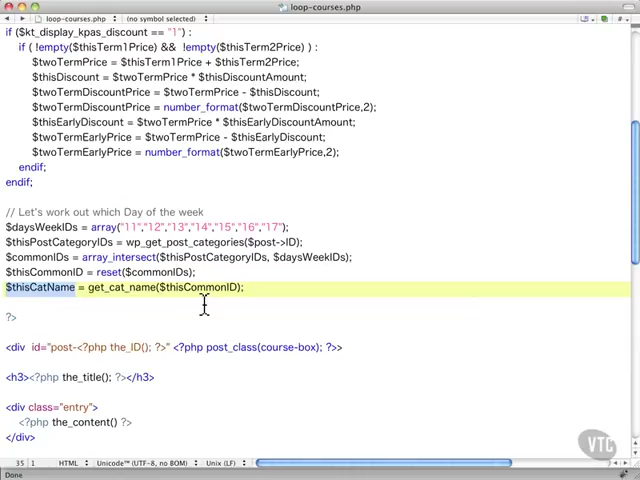 loop-courses.php
loop-courses.php (no symbol selected)
if ($kt_display_kpas_discount == "1") :
if ( !empty($thisTerm1Price) && !empty($thisTerm2Price) ) :
$twoTermPrice = $thisTerm1Price + $thisTerm2Price;
$thisDiscount = $twoTermPrice * $thisDiscountAmount;
$twoTermDiscountPrice = $twoTermPrice - $thisDiscount;
$twoTermDiscountPrice = number_format($twoTermDiscountPrice,2);
$thisEarlyDiscount = $twoTermPrice * $thisEarlyDiscountAmount;
$twoTermEarlyPrice = $twoTermPrice - $thisEarlyDiscount;
$twoTermEarlyPrice = number_format($twoTermEarlyPrice,2);
endif;
endif;
// Let's work out which Day of the week
$daysWeekIDs = array("11","12","13","14","15","16","17");
$thisPostCategoryIDs = wp_get_post_categories($post->ID);
$commonIDs = array_intersect($thisPostCategoryIDs, $daysWeekIDs);
$thisCommonID = reset($commonIDs);
$thisCatName = get_cat_name($thisCommonID);
?>
<div id="post-<?php the_ID(); ?>" <?php post_class(course-box); ?>>
<h3><?php the_title(); ?></h3>
<div class="entry">
<?php the_content() ?>
</div>
VTC
35 1 HTML Unicode™ (UTF-8, no BOM) Unix (LF)
Done